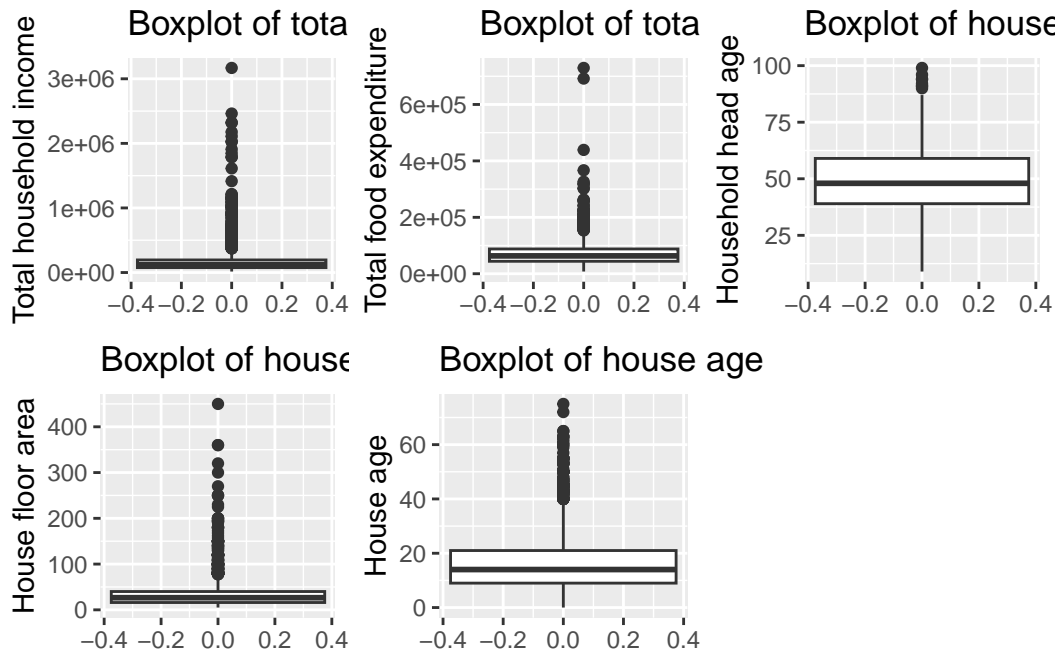 Boxplot of tota
Total household income
3e+06
2e+06
1e+06
0e+00
−0.4 −0.2 0.0 0.2 0.4
Boxplot of tota
Total food expenditure
6e+05
4e+05
2e+05
0e+00
−0.4 −0.2 0.0 0.2 0.4
Boxplot of house
Household head age
100
75
50
25
−0.4 −0.2 0.0 0.2 0.4
Boxplot of house
House floor area
400
300
200
100
0
−0.4 −0.2 0.0 0.2 0.4
Boxplot of house age
House age
60
40
20
0
−0.4 −0.2 0.0 0.2 0.4